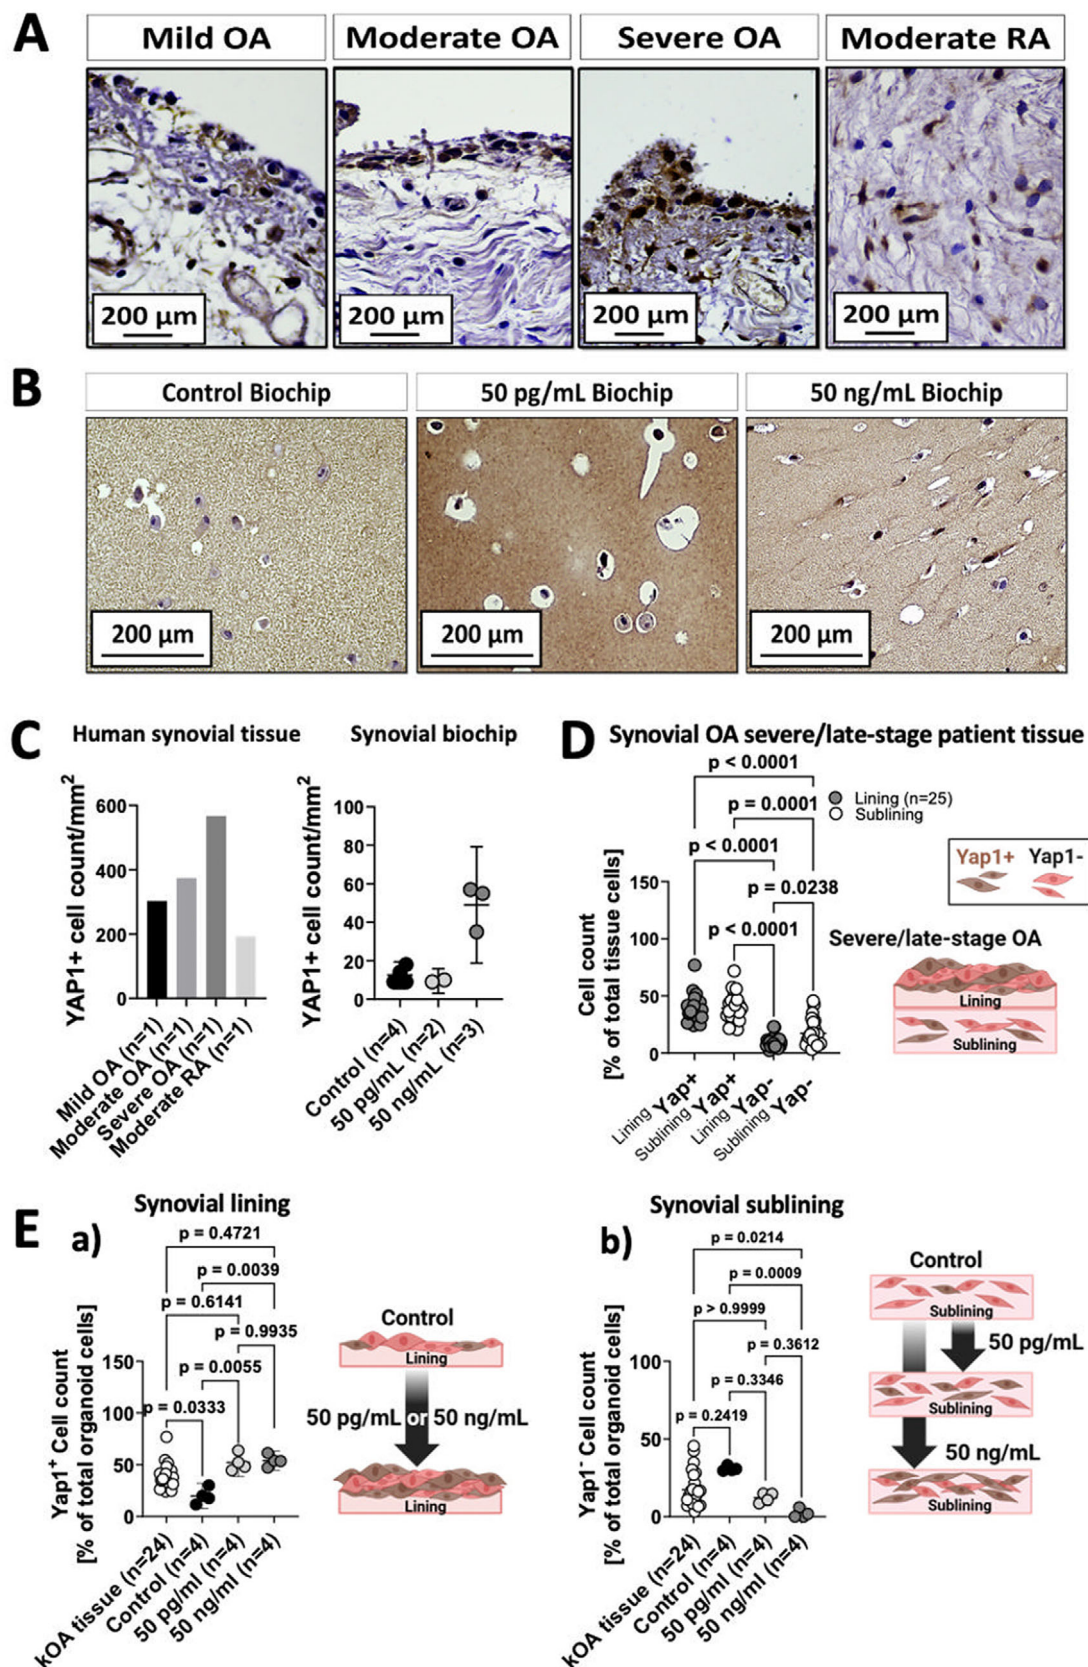 A
Mild OA
Moderate OA
Severe OA
Moderate RA
200 µm
200 µm
200 µm
200 µm
B
Control Biochip
50 pg/mL Biochip
50 ng/mL Biochip
200 µm
200 µm
200 µm
C
Human synovial tissue
YAP1+ cell count/mm2
600
400
200
0
Mild OA (n=1)
Moderate OA (n=1)
Severe OA (n=1)
Moderate RA (n=1)
Synovial biochip
YAP1+ cell count/mm2
100
80
60
40
20
0
Control (n=4)
50 pg/mL (n=2)
50 ng/mL (n=3)
D
Synovial OA severe/late-stage patient tissue
p < 0.0001
p = 0.0001
p < 0.0001
p = 0.0238
p < 0.0001
Lining (n=25)
Sublining
Cell count
[% of total tissue cells]
150
100
50
0
Lining Yap+
Sublining Yap+
Lining Yap-
Sublining Yap-
Yap1+ Yap1-
Severe/late-stage OA
Lining
Sublining
E
a)
Synovial lining
p = 0.4721
p = 0.0039
p = 0.6141
p = 0.9935
p = 0.0055
p = 0.0333
Yap1+ Cell count
[% of total organoid cells]
150
100
50
0
kOA tissue (n=24)
Control (n=4)
50 pg/ml (n=4)
50 ng/ml (n=4)
Control
Lining
50 pg/mL or 50 ng/mL
Lining
b)
Synovial sublining
p = 0.0214
p = 0.0009
p > 0.9999
p = 0.3612
p = 0.3346
p = 0.2419
Yap1- Cell count
[% of total organoid cells]
100
50
0
kOA tissue (n=24)
Control (n=4)
50 pg/ml (n=4)
50 ng/ml (n=4)
Control
Sublining
50 pg/mL
Sublining
50 ng/mL
Sublining